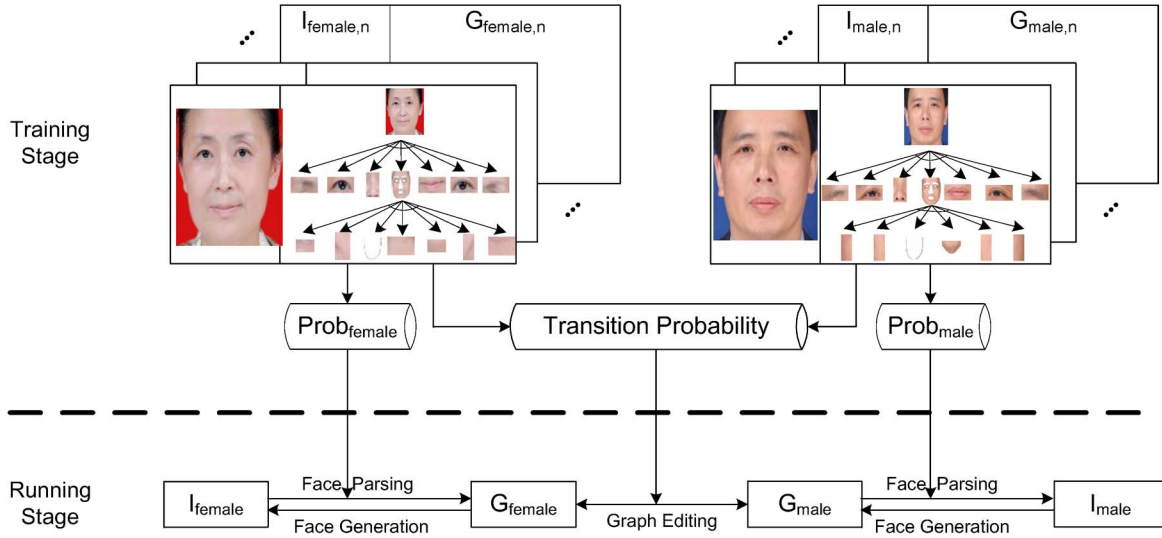 I_female,n G_female,n
I_male,n G_male,n
Training
Stage
Prob_female
Transition Probability
Prob_male
Running
Stage
I_female
Face Parsing
Face Generation
G_female
Graph Editing
G_male
Face Parsing
Face Generation
I_male